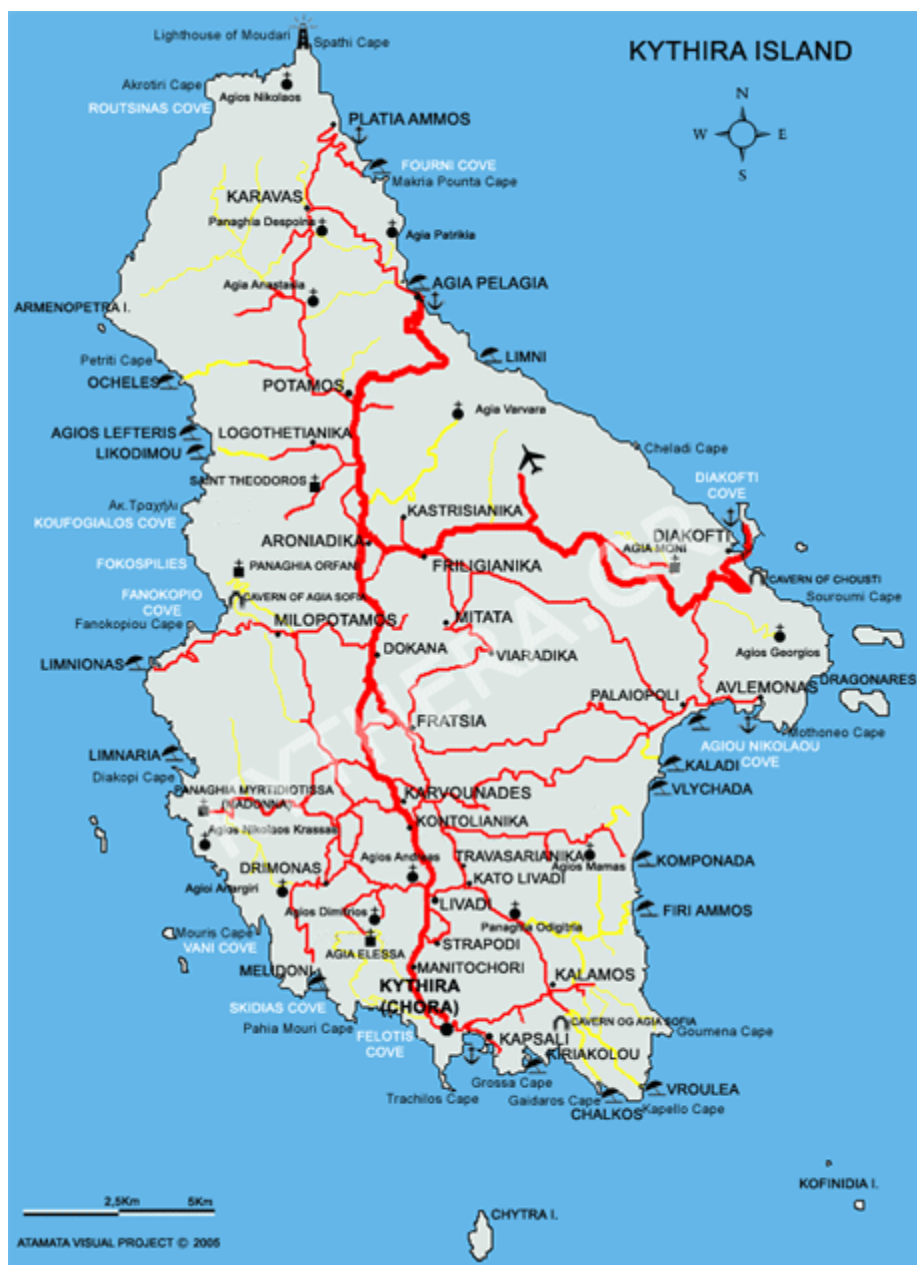 Lighthouse of Moudari
Spathi Cape
KYTHIRA ISLAND
Akrotiri Cape
Agios Nikolaos
ROUTSINAS COVE
N
W
E
S
PLATIA AMMOS
FOURNI COVE
Makria Pounta Cape
KARAVAS
Panaghia Despoina
Agia Patrikia
Agia Anastasia
AGIA PELAGIA
ARMENOPETRA I.
Petriti Cape
LIMNI
OCHELES
POTAMOS
Agia Varvara
AGIOS LEFTERIS
LOGOTHETIANIKA
LIKODIMOU
Cheladi Cape
SAINT THEODOROS
DIAKOFTI
COVE
Ακ.Τραχήλι
KOUFOGIALOS COVE
KASTRISIANIKA
ARONIADIKA
DIAKOFTI
AGIA MONI
FOKOSPILIES
PANAGHIA ORFANI
FRILIGIANIKA
CAVERN OF CHOUSTI
Souroumi Cape
FANOKOPIO
COVE
CAVERN OF AGIA SOFIA
Fanokopiou Cape
MILOPOTAMOS
MITATA
Agios Georgios
LIMNIONAS
DOKANA
VIARADIKA
DRAGONARES
PALAIOPOLI
AVLEMONAS
FRATSIA
Mothoneo Cape
AGIOU NIKOLAOU
COVE
LIMNARIA
Diakopi Cape
KALADI
PANAGHIA MYRTIDIOTISSA
(MADONNA)
KARVOUNADES
VLYCHADA
Agios Nikolaos Krassas
KONTOLIANIKA
Agios Andreas
TRAVASARIANIKA
Agios Mamas
KOMPONADA
DRIMONAS
Agioi Anargiri
KATO LIVADI
LIVADI
Agios Dimitrios
Panaghia Odigitria
FIRI AMMOS
Mouris Cape
VANI COVE
AGIA ELESSA
STRAPODI
MELIDONI
MANITOCHORI
KALAMOS
KYTHIRA
(CHORA)
SKIDIAS COVE
Pahia Mouri Cape
FELOTIS
COVE
KAPSALI
CAVERN OG AGIA SOFIA
Goumena Cape
KIRIAKOLOU
Grossa Cape
Trachilos Cape
Gaidaros Cape
VROULEA
CHALKOS
Kapello Cape
KOFINIDIA I.
2,5Km
5Km
CHYTRA I.
ATAMATA VISUAL PROJECT © 2005
KYTHERA.GR